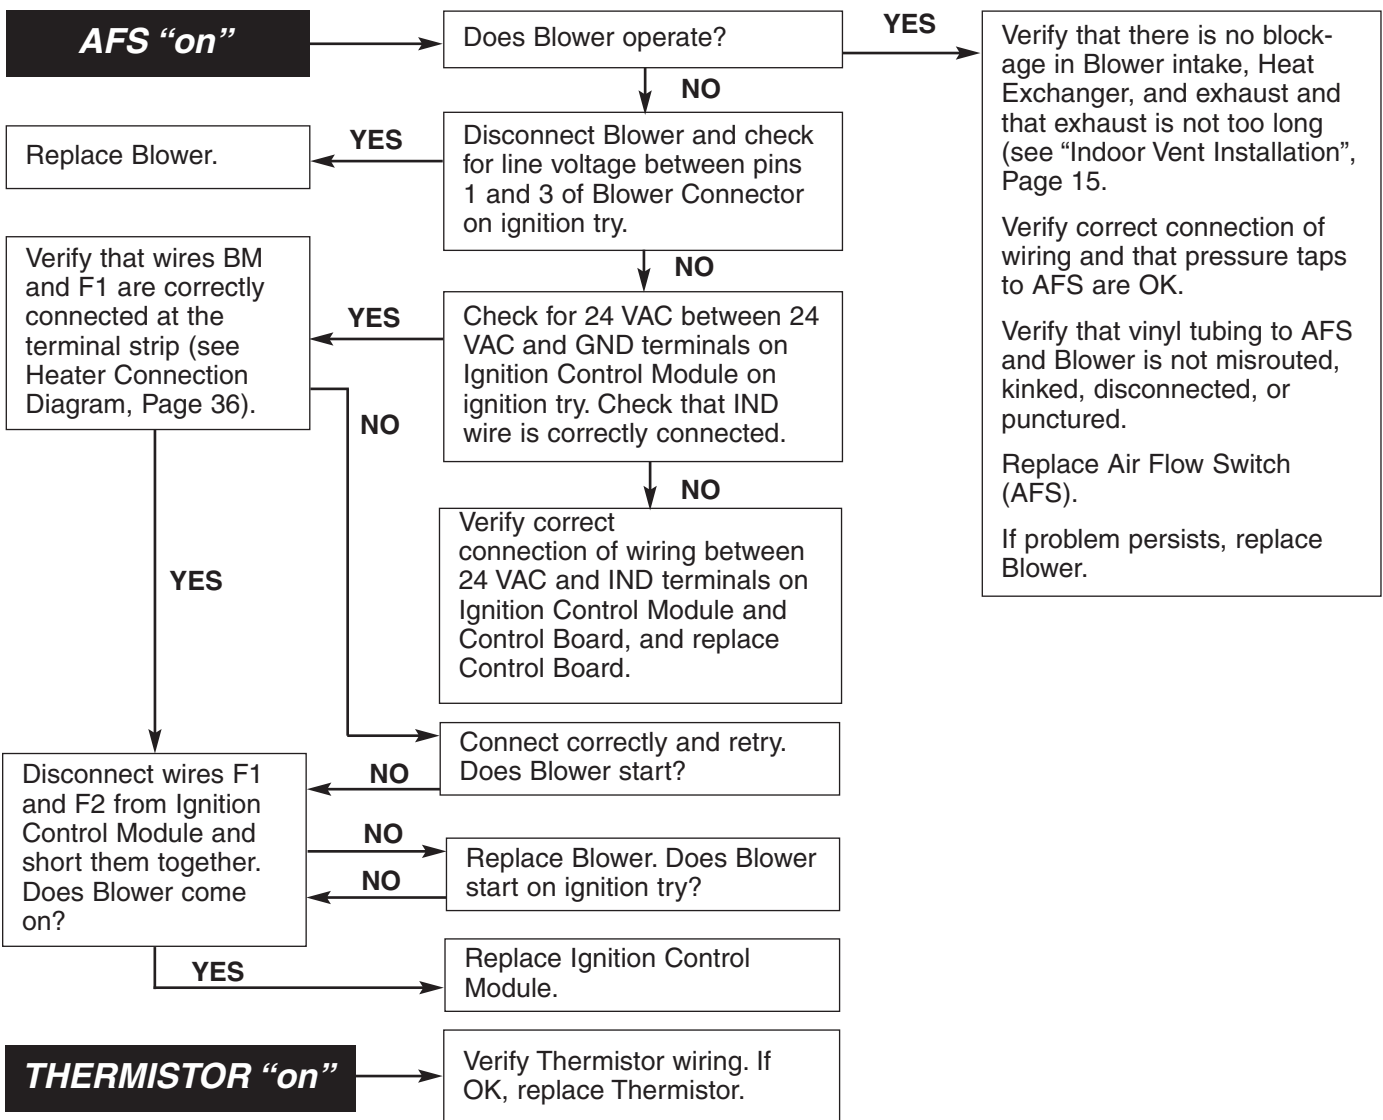 AFS “on”
Does Blower operate?
YES
NO
Verify that there is no block-
age in Blower intake, Heat
Exchanger, and exhaust and
that exhaust is not too long
(see “Indoor Vent Installation”,
Page 15.
Verify correct connection of
wiring and that pressure taps
to AFS are OK.
Verify that vinyl tubing to AFS
and Blower is not misrouted,
kinked, disconnected, or
punctured.
Replace Air Flow Switch
(AFS).
If problem persists, replace
Blower.
Disconnect Blower and check
for line voltage between pins
1 and 3 of Blower Connector
on ignition try.
YES
Replace Blower.
NO
Check for 24 VAC between 24
VAC and GND terminals on
Ignition Control Module on
ignition try. Check that IND
wire is correctly connected.
YES
Verify that wires BM
and F1 are correctly
connected at the
terminal strip (see
Heater Connection
Diagram, Page 36).
NO
NO
Verify correct
connection of wiring between
24 VAC and IND terminals on
Ignition Control Module and
Control Board, and replace
Control Board.
YES
Connect correctly and retry.
Does Blower start?
NO
Disconnect wires F1
and F2 from Ignition
Control Module and
short them together.
Does Blower come
on?
NO
Replace Blower. Does Blower
start on ignition try?
NO
YES
Replace Ignition Control
Module.
THERMISTOR “on”
Verify Thermistor wiring. If
OK, replace Thermistor.